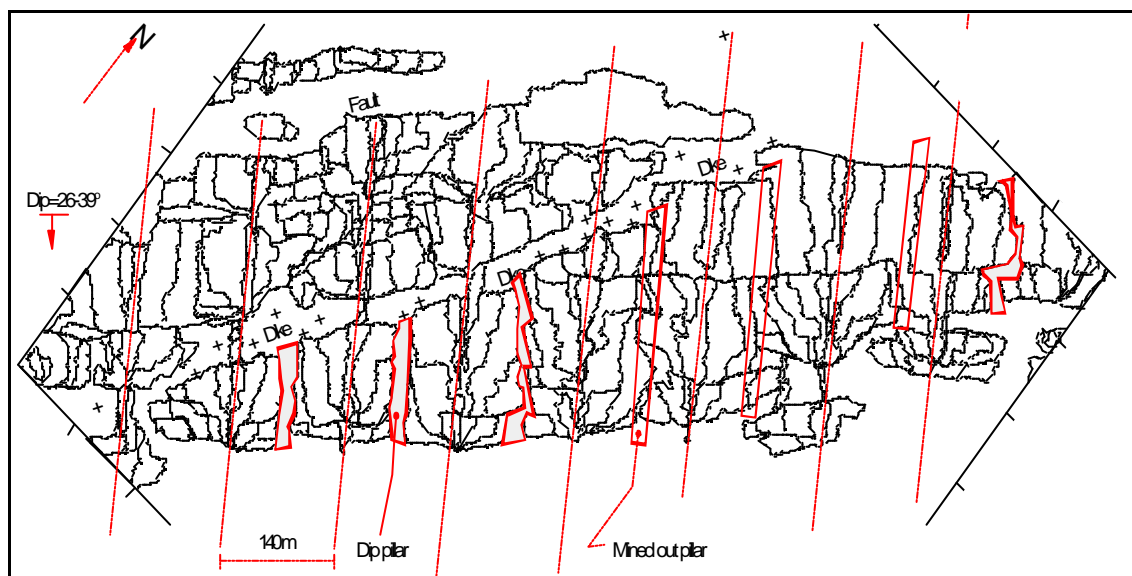 N
Fault
Dke
Dip=26-39°
Dke
Dke
140m
Dip pillar
Mined out pillar